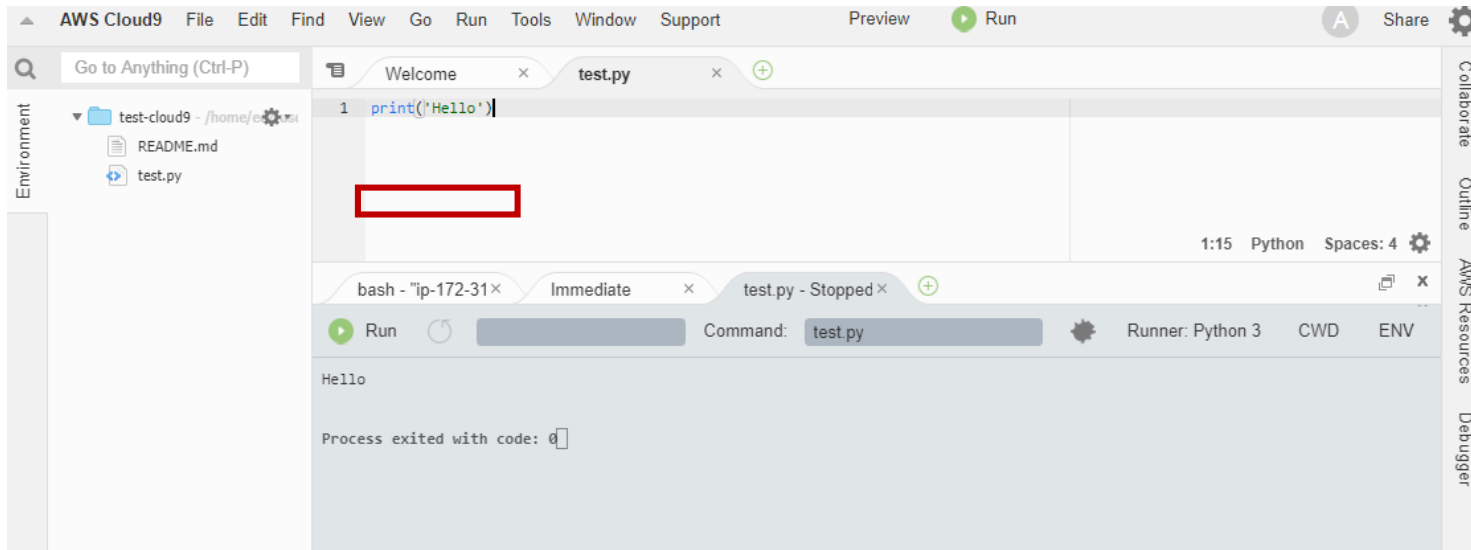 AWS Cloud9 File Edit Find View Go Run Tools Window Support Preview Run A Share
Go to Anything (Ctrl-P)
Environment
test-cloud9 - /home/
README.md
test.py
Welcome × test.py ×
1 print('Hello')
1:15 Python Spaces: 4
bash - "ip-172-31 × Immediate × test.py - Stopped ×
Run Command: test.py Runner: Python 3 CWD ENV
Hello
Process exited with code: 0
Collaborate
Outline
AWS Resources
Debugger